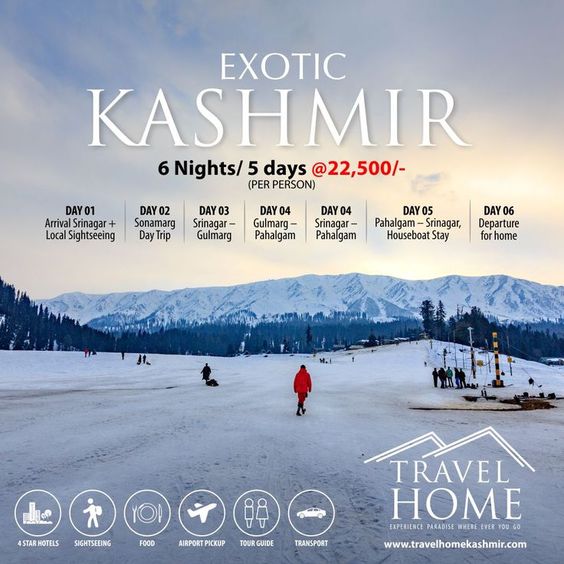 EXOTIC
KASHMIR
6 Nights/ 5 days @22,500/-
(PER PERSON)
DAY 01
Arrival Srinagar +
Local Sightseeing
DAY 02
Sonamarg
Day Trip
DAY 03
Srinagar –
Gulmarg
DAY 04
Gulmarg –
Pahalgam
DAY 04
Srinagar –
Pahalgam
DAY 05
Pahalgam – Srinagar,
Houseboat Stay
DAY 06
Departure
for home
TRAVEL
HOME
EXPERIENCE PARADISE WHERE EVER YOU GO
www.travelhomekashmir.com
4 STAR HOTELS
SIGHTSEEING
FOOD
AIRPORT PICKUP
TOUR GUIDE
TRANSPORT